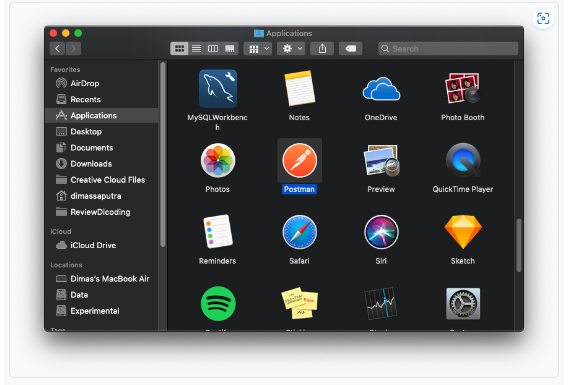 Applications
Search
Favorites
AirDrop
Recents
Applications
Desktop
Documents
Downloads
Creative Cloud Files
dimassaputra
ReviewDicoding
iCloud
iCloud Drive
Locations
Dimas's MacBook Air
Data
Experimental
MySQLWorkbenc
h
Notes
OneDrive
Photo Booth
Photos
Postman
Preview
QuickTime Player
Reminders
Safari
Siri
Sketch